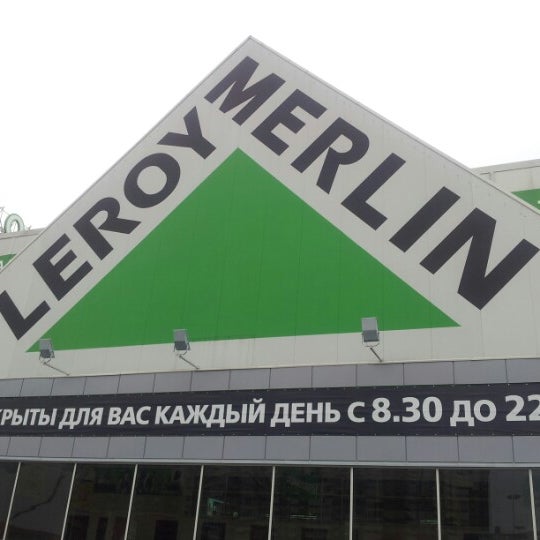 LEROY
MERLIN
КРЫТЫ ДЛЯ ВАС КАЖДЫЙ ДЕНЬ С 8.30 ДО 22